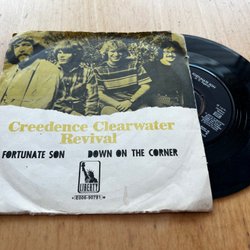 Creedence Clearwater
Revival
FORTUNATE SON DOWN ON THE CORNER
LIBERTY